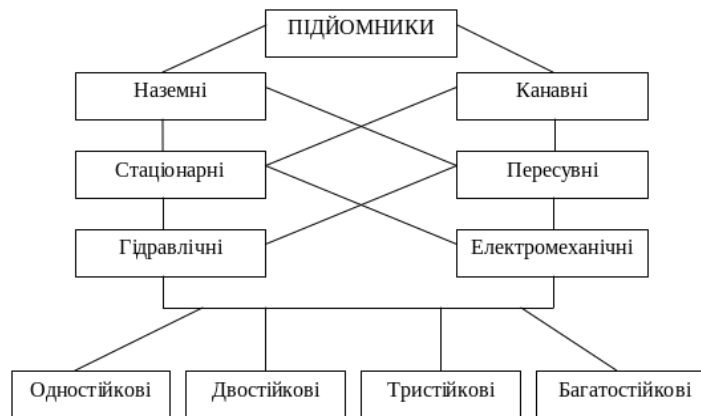 ПІДЙОМНИКИ
Наземні
Канавні
Стаціонарні
Пересувні
Гідравлічні
Електромеханічні
Одностійкові
Двостійкові
Тристійкові
Багатостійкові